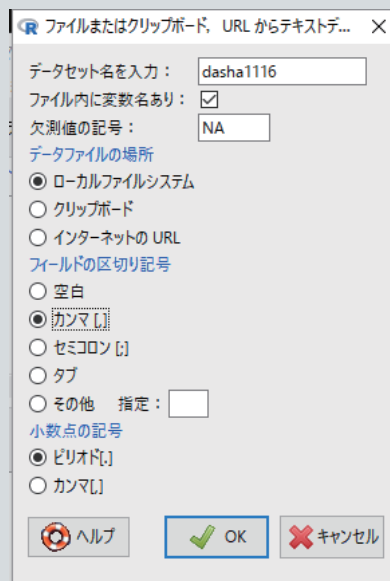 ファイルまたはクリップボード, URL からテキストデ...
データセット名を入力： dasha1116
ファイル内に変数名あり：
欠測値の記号： NA
データファイルの場所
ローカルファイルシステム
クリップボード
インターネットの URL
フィールドの区切り記号
空白
カンマ [,]
セミコロン [;]
タブ
その他 指定：
小数点の記号
ピリオド[.]
カンマ[,]
ヘルプ OK キャンセル